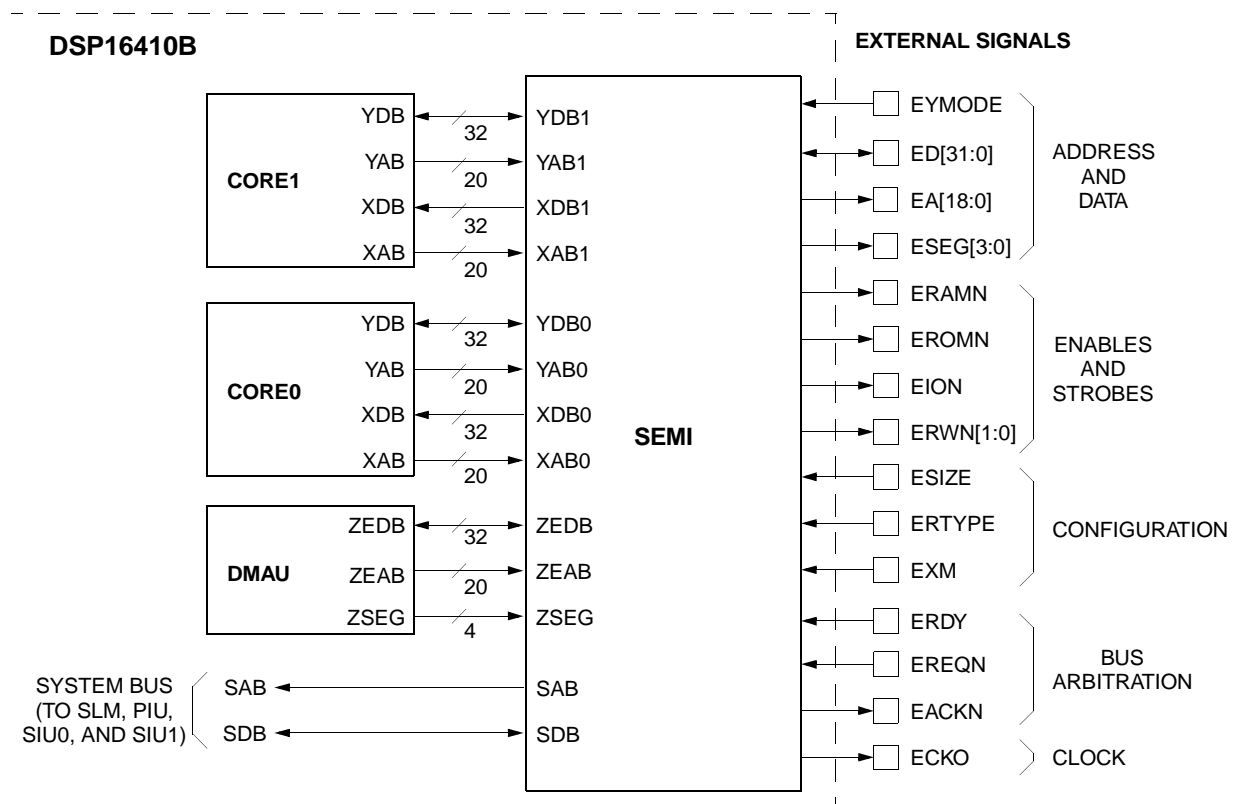 DSP16410B
EXTERNAL SIGNALS
CORE1
YDB
32
YDB1
YAB
20
YAB1
XDB
32
XDB1
XAB
20
XAB1
CORE0
YDB
32
YDB0
YAB
20
YAB0
XDB
32
XDB0
XAB
20
XAB0
DMAU
ZEDB
32
ZEDB
ZEAB
20
ZEAB
ZSEG
4
ZSEG
SYSTEM BUS
(TO SLM, PIU,
SIU0, AND SIU1)
SAB
SAB
SDB
SDB
SEMI
EYMODE
ED[31:0]
EA[18:0]
ESEG[3:0]
ADDRESS
AND
DATA
ERAMN
EROMN
EION
ERWN[1:0]
ENABLES
AND
STROBES
ESIZE
ERTYPE
EXM
CONFIGURATION
ERDY
EREQN
EACKN
BUS
ARBITRATION
ECKO
CLOCK